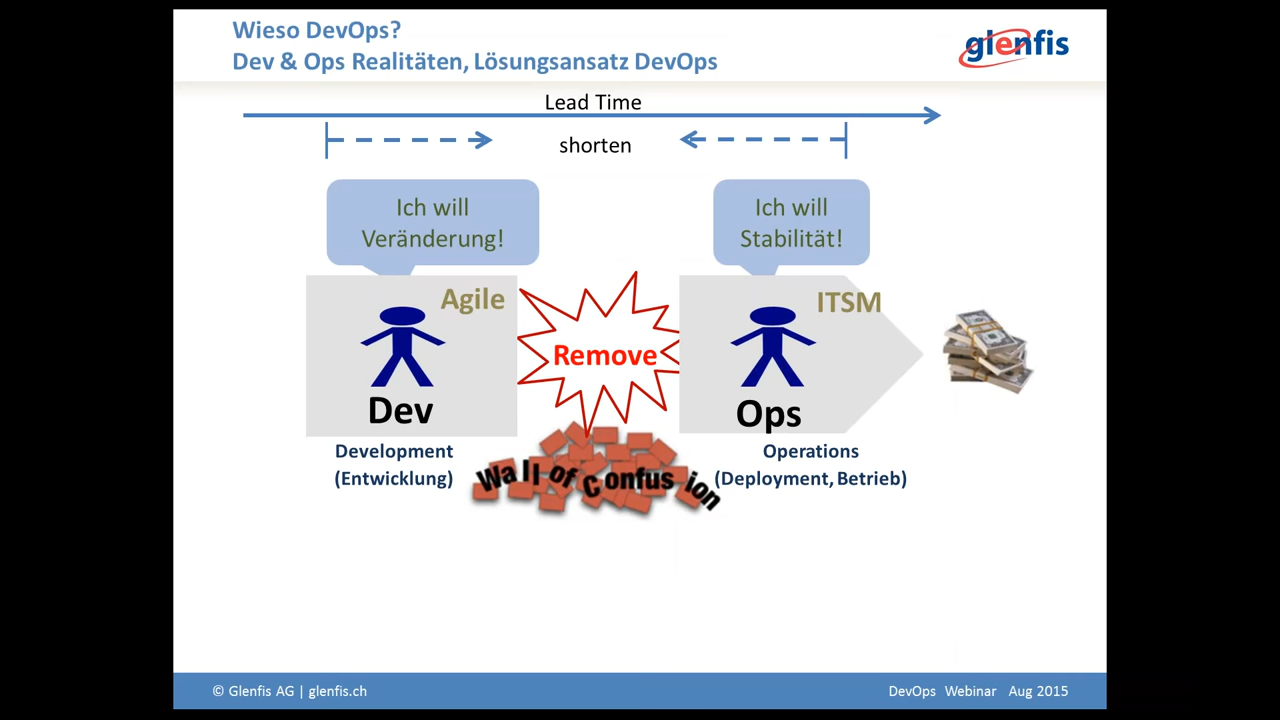 Wieso DevOps?
Dev & Ops Realitäten, Lösungsansatz DevOps
glenfis
Lead Time
shorten
Ich will
Veränderung!
Ich will
Stabilität!
Agile
ITSM
Remove
Dev
Ops
Development
(Entwicklung)
Wall of Confusion
Operations
(Deployment, Betrieb)
© Glenfis AG | glenfis.ch
DevOps Webinar Aug 2015